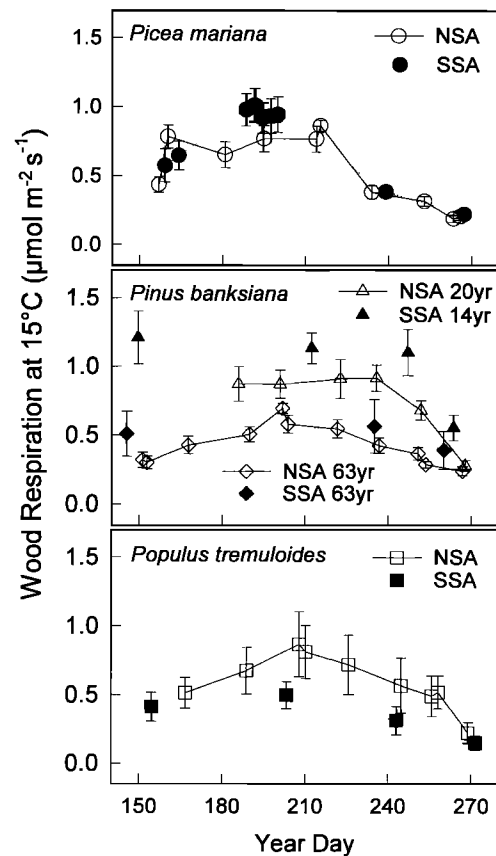 Picea mariana
NSA
SSA
1.5
1.0
0.5
0.0
Pinus banksiana
NSA 20yr
SSA 14yr
1.5
1.0
0.5
0.0
NSA 63yr
SSA 63yr
Populus tremuloides
NSA
SSA
1.5
1.0
0.5
0.0
150 180 210 240 270
Year Day
Wood Respiration at 15°C (μmol m⁻² s⁻¹)